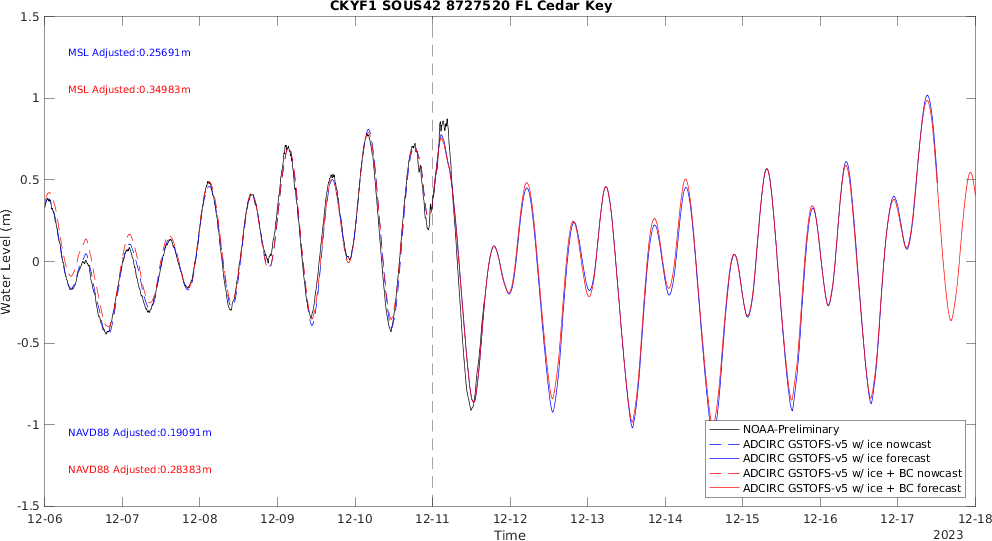 CKYF1 SOUS42 8727520 FL Cedar Key
1.5
1
0.5
0
-0.5
-1
-1.5
Water Level (m)
MSL Adjusted:0.25691m
MSL Adjusted:0.34983m
NAVD88 Adjusted:0.19091m
NAVD88 Adjusted:0.28383m
NOAA-Preliminary
ADCIRC GSTOFS-v5 w/ ice nowcast
ADCIRC GSTOFS-v5 w/ ice forecast
ADCIRC GSTOFS-v5 w/ ice + BC nowcast
ADCIRC GSTOFS-v5 w/ ice + BC forecast
12-06 12-07 12-08 12-09 12-10 12-11 12-12 12-13 12-14 12-15 12-16 12-17 12-18
Time
2023